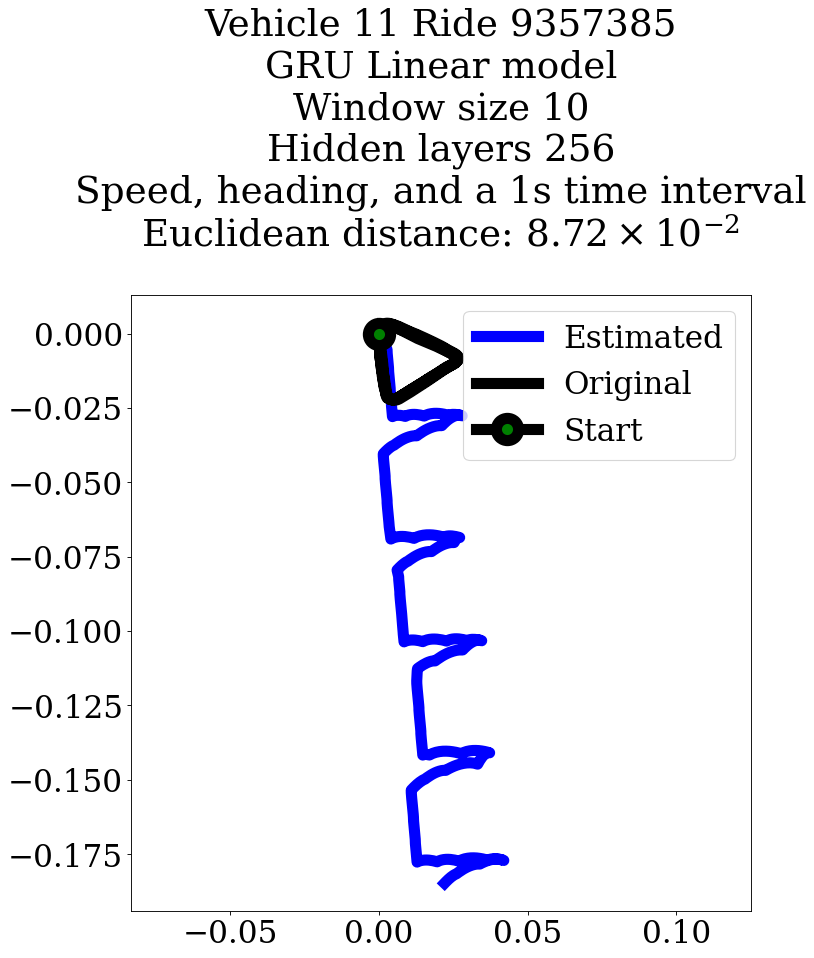 Vehicle 11 Ride 9357385
GRU Linear model
Window size 10
Hidden layers 256
Speed, heading, and a 1s time interval
Euclidean distance: 8.72 × 10⁻²
Estimated
Original
Start
0.000
−0.025
−0.050
−0.075
−0.100
−0.125
−0.150
−0.175
−0.05
0.00
0.05
0.10